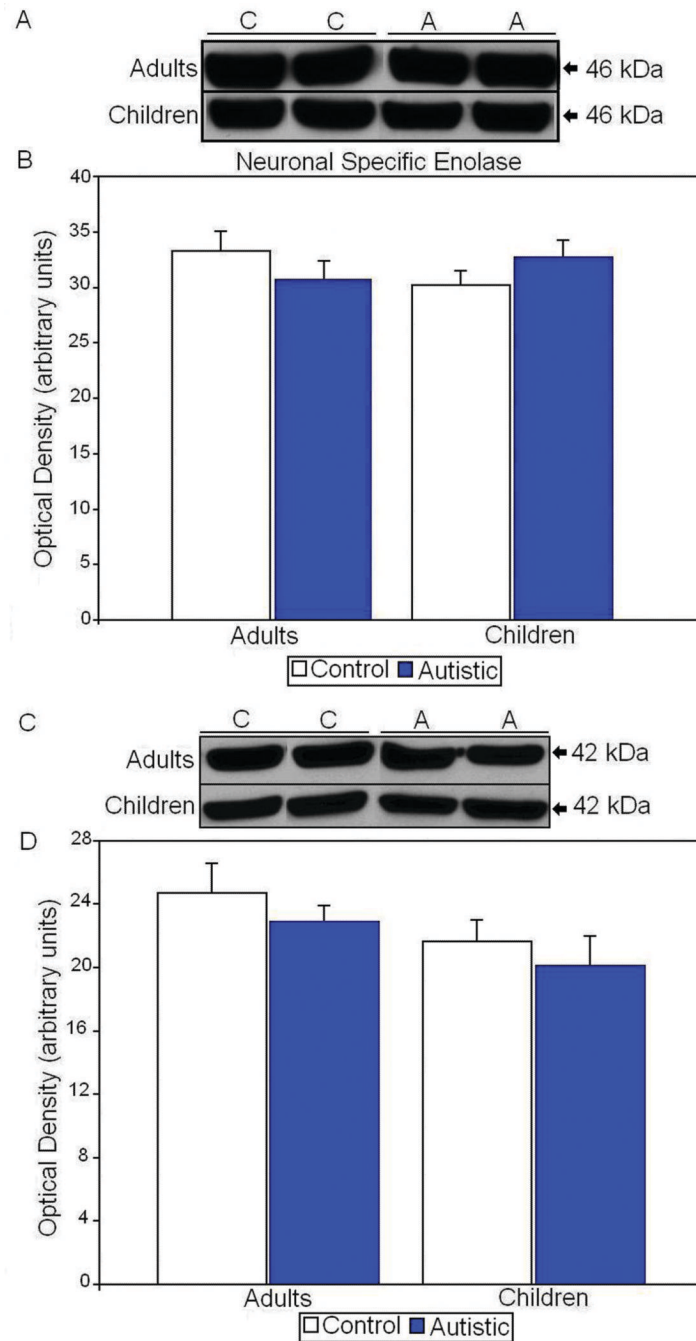 A
C C A A
Adults 46 kDa
Children 46 kDa
B
Neuronal Specific Enolase
Optical Density (arbitrary units)
40
35
30
25
20
15
10
5
0
Adults Children
Control Autistic
C
C C A A
Adults 42 kDa
Children 42 kDa
D
Optical Density (arbitrary units)
28
24
20
16
12
8
4
0
Adults Children
Control Autistic